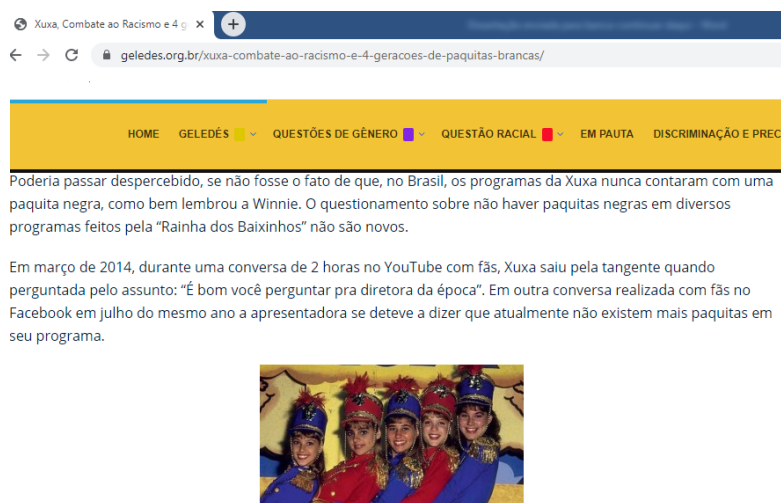 Xuxa, Combate ao Racismo e 4 g
geledes.org.br/xuxa-combate-ao-racismo-e-4-geracoes-de-paquitas-brancas/
HOME GELEDÉS QUESTÕES DE GÊNERO QUESTÃO RACIAL EM PAUTA DISCRIMINAÇÃO E PREC
Poderia passar despercebido, se não fosse o fato de que, no Brasil, os programas da Xuxa nunca contaram com uma
paquita negra, como bem lembrou a Winnie. O questionamento sobre não haver paquitas negras em diversos
programas feitos pela “Rainha dos Baixinhos” não são novos.
Em março de 2014, durante uma conversa de 2 horas no YouTube com fãs, Xuxa saiu pela tangente quando
perguntada pelo assunto: “É bom você perguntar pra diretora da época”. Em outra conversa realizada com fãs no
Facebook em julho do mesmo ano a apresentadora se deteve a dizer que atualmente não existem mais paquitas em
seu programa.